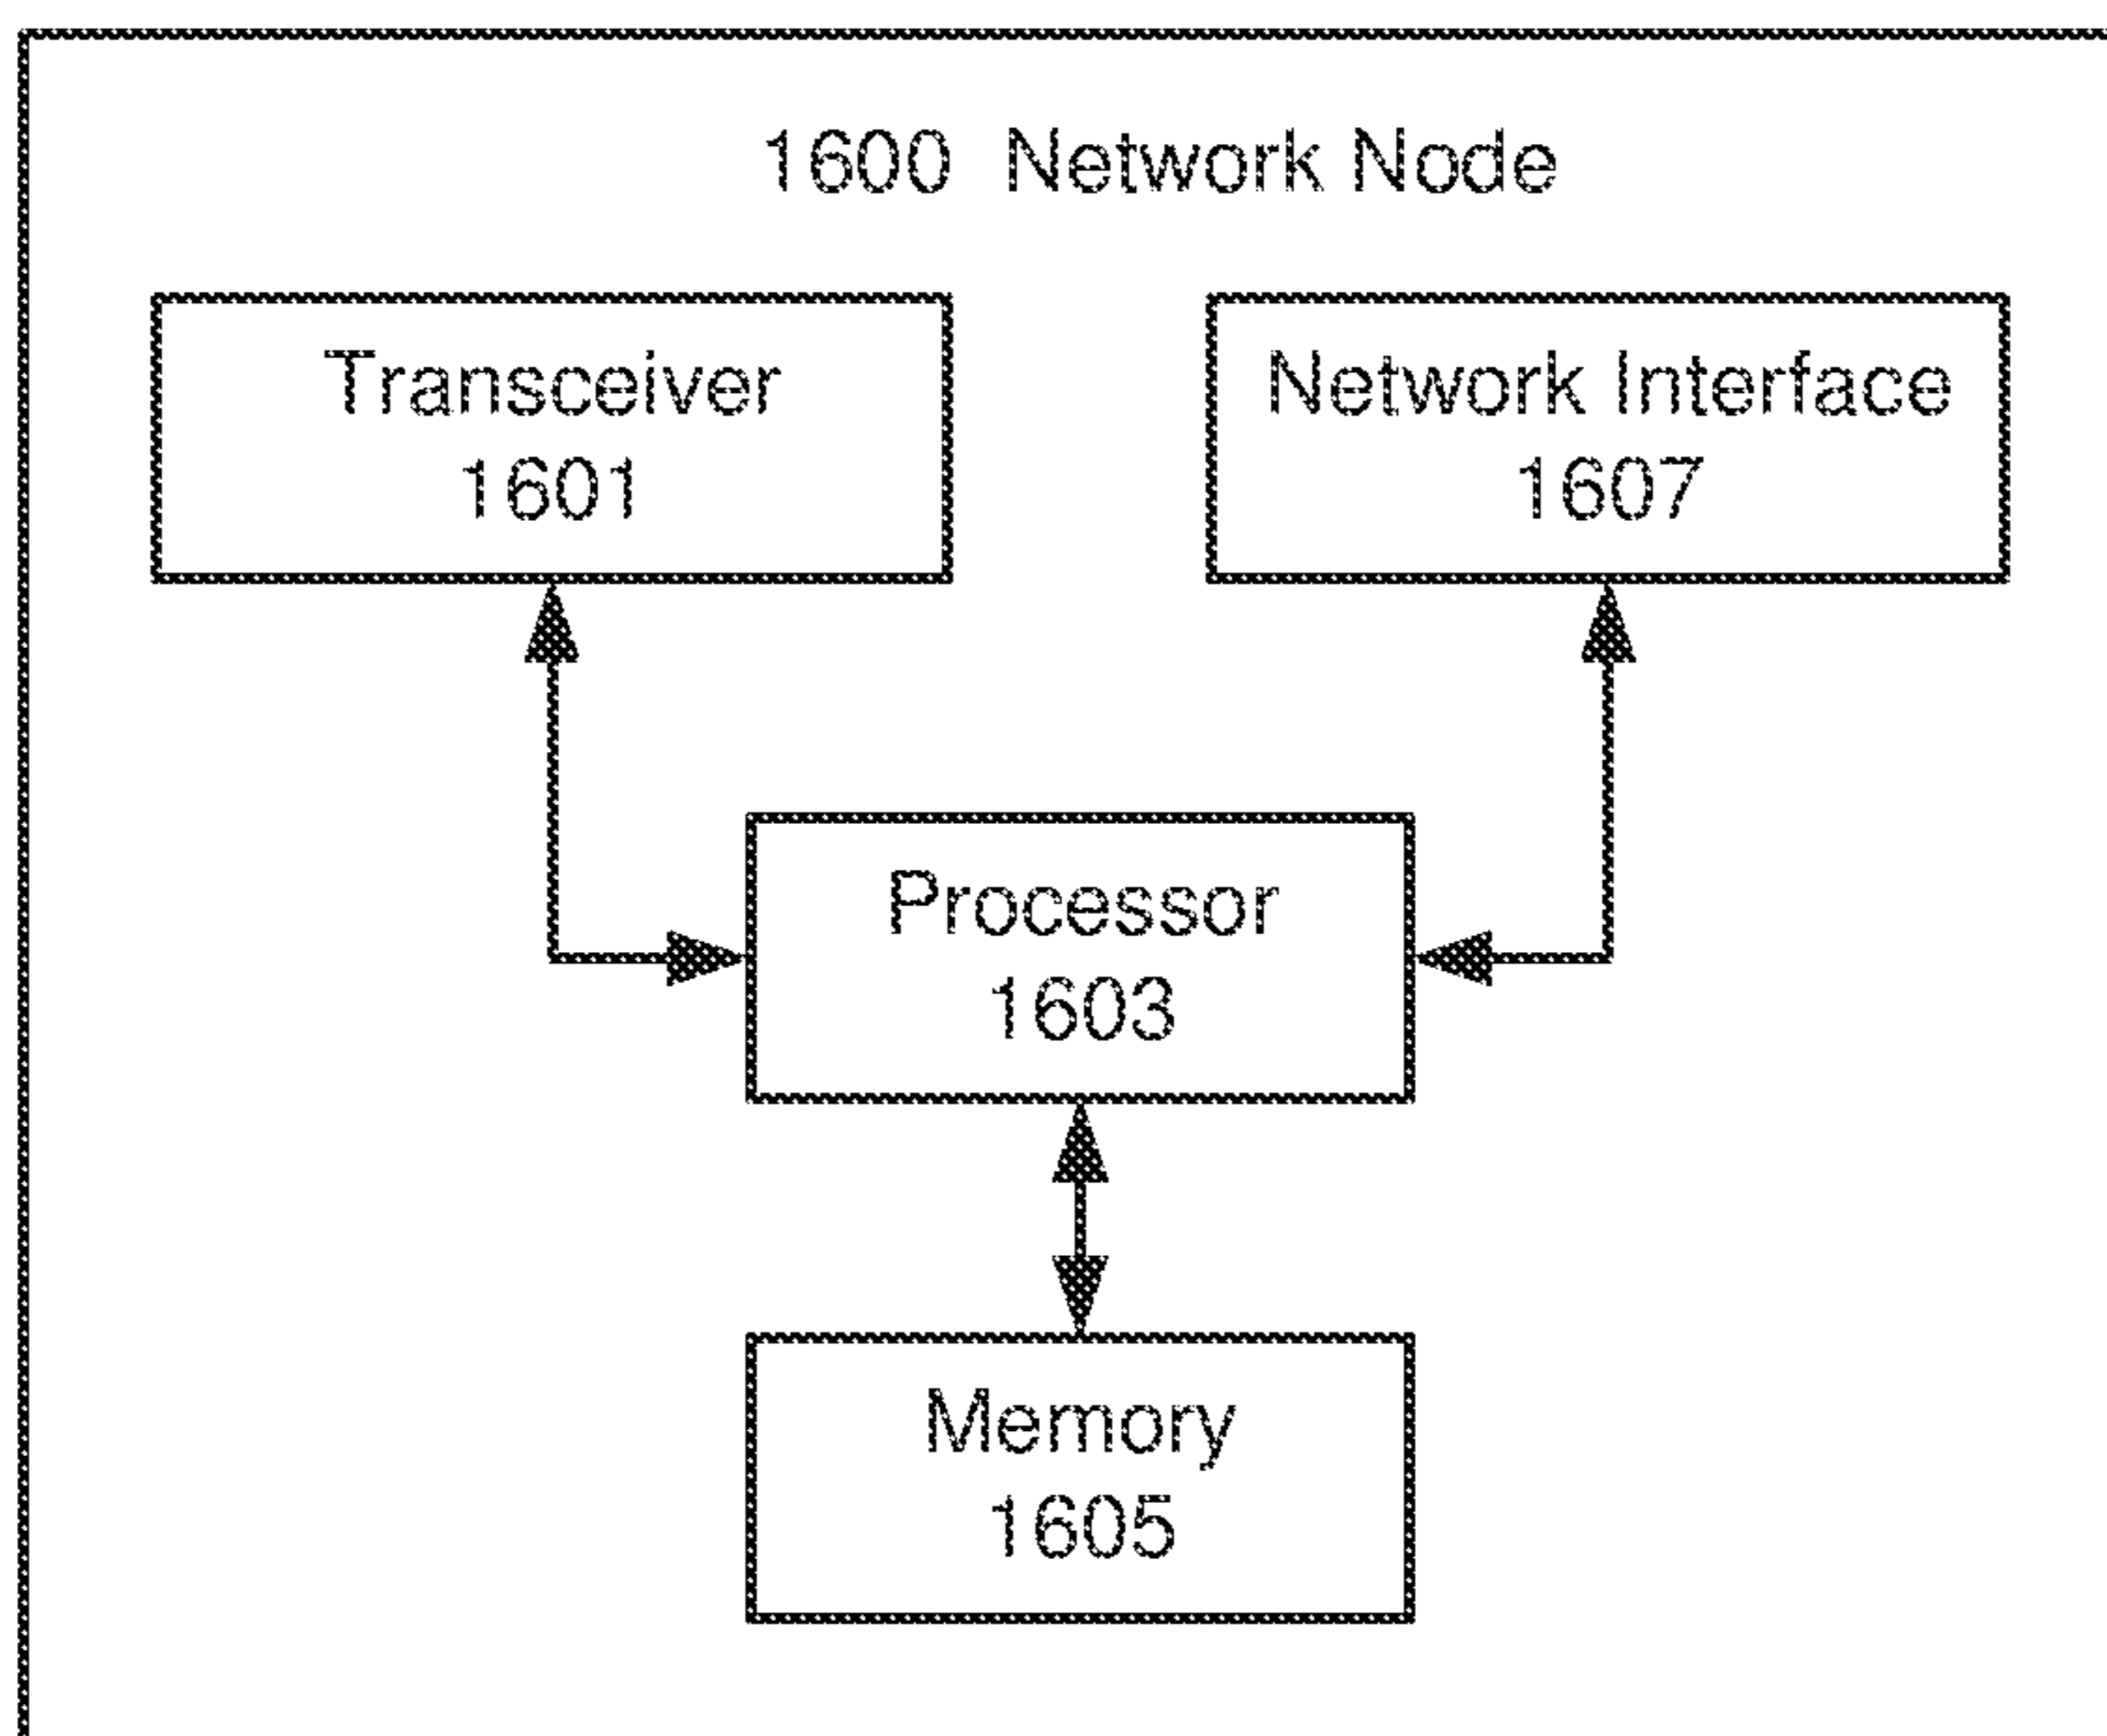 1600 Network Node
Transceiver
1601
Network Interface
1607
Processor
1603
Memory
1605